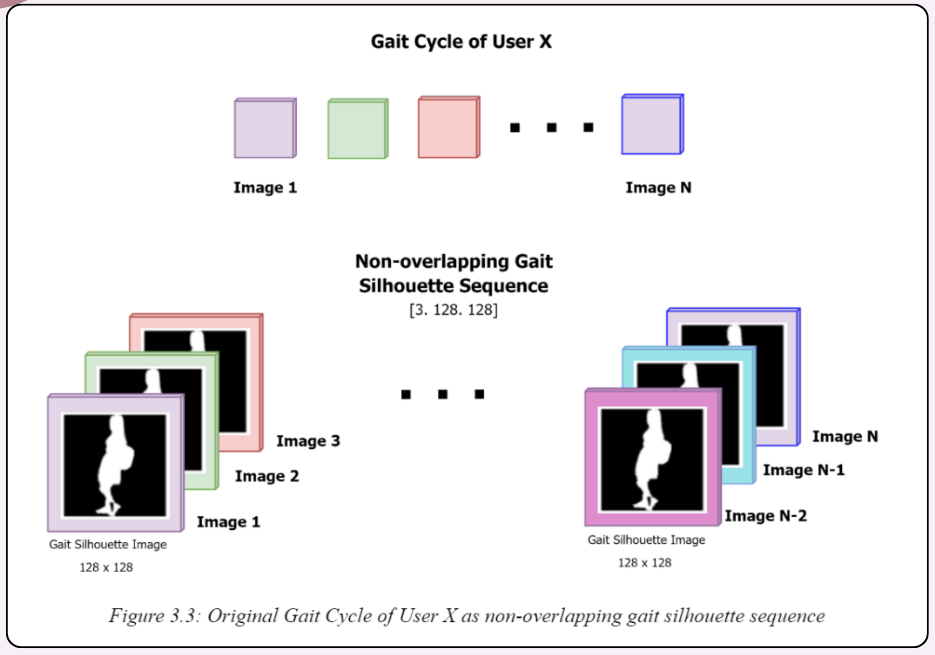 Gait Cycle of User X
Image 1
Image N
Non-overlapping Gait
Silhouette Sequence
[3. 128. 128]
Image 3
Image 2
Image 1
Gait Silhouette Image
128 x 128
Image N
Image N-1
Image N-2
Gait Silhouette Image
128 x 128
Figure 3.3: Original Gait Cycle of User X as non-overlapping gait silhouette sequence